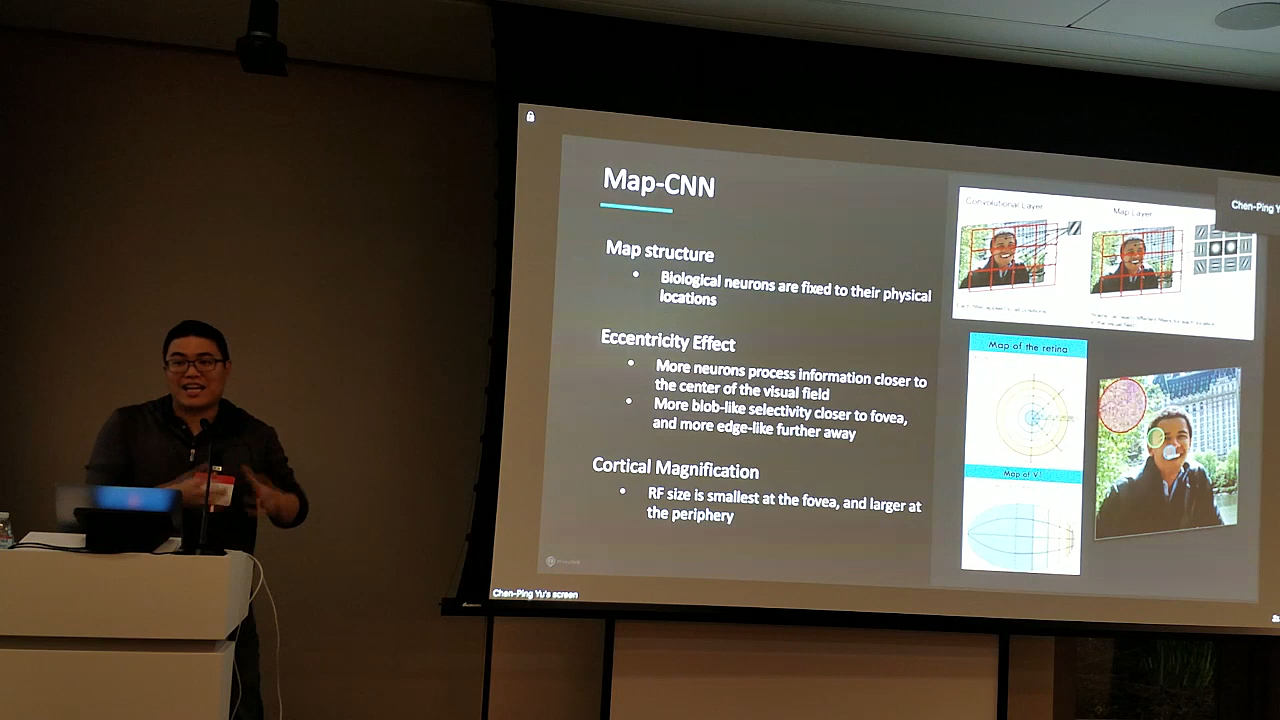 Map-CNN
Map structure
• Biological neurons are fixed to their physical
locations
Eccentricity Effect
• More neurons process information closer to
the center of the visual field
• More blob-like selectivity closer to fovea,
and more edge-like further away
Cortical Magnification
• RF size is smallest at the fovea, and larger at
the periphery
Convolutional Layer
Map Layer
Chen-Ping Y
Map of the retina
Map of V1
Chen-Ping Yu's screen